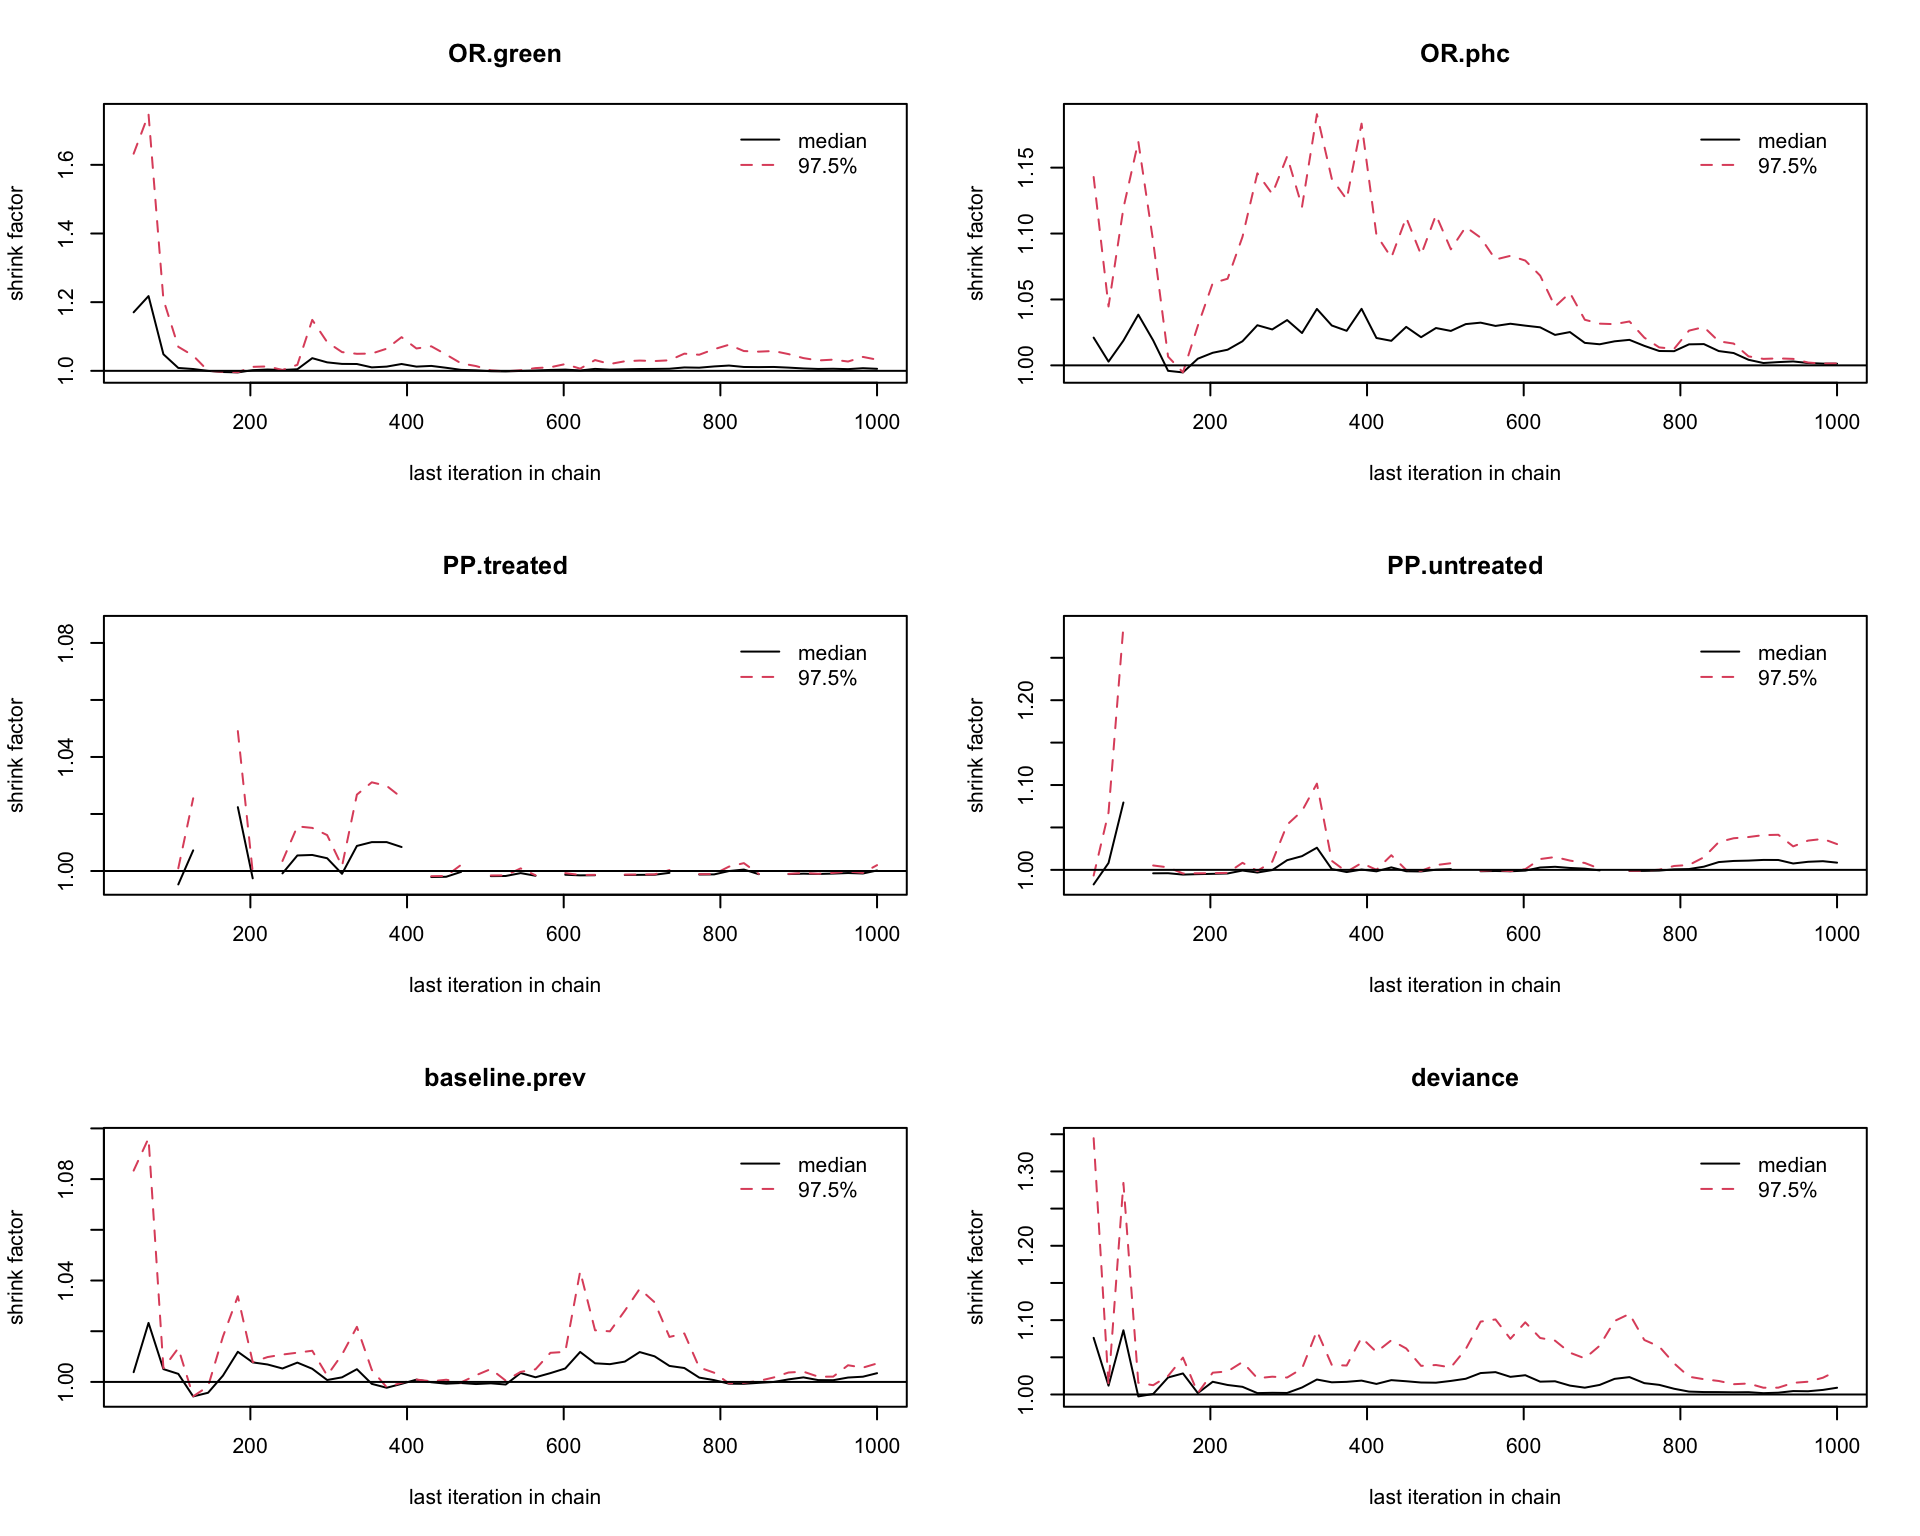 OR.green
shrink factor
1.0 1.2 1.4 1.6
median
97.5%
200 400 600 800 1000
last iteration in chain
OR.phc
shrink factor
1.00 1.05 1.10 1.15
median
97.5%
200 400 600 800 1000
last iteration in chain
PP.treated
shrink factor
1.00 1.04 1.08
median
97.5%
200 400 600 800 1000
last iteration in chain
PP.untreated
shrink factor
1.00 1.10 1.20
median
97.5%
200 400 600 800 1000
last iteration in chain
baseline.prev
shrink factor
1.00 1.04 1.08
median
97.5%
200 400 600 800 1000
last iteration in chain
deviance
shrink factor
1.00 1.10 1.20 1.30
median
97.5%
200 400 600 800 1000
last iteration in chain